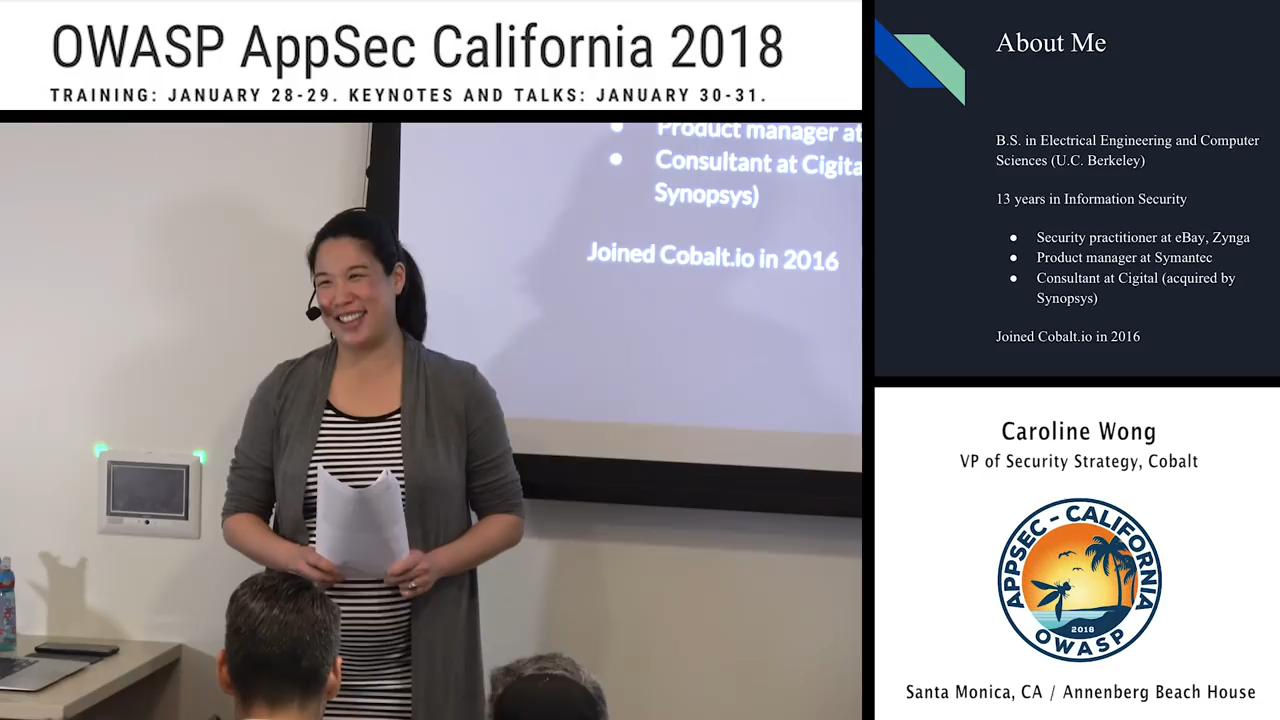 OWASP AppSec California 2018
TRAINING: JANUARY 28-29. KEYNOTES AND TALKS: JANUARY 30-31.
Product manager at
Consultant at Cigita
Synopsys)
Joined Cobalt.io in 2016
About Me
B.S. in Electrical Engineering and Computer
Sciences (U.C. Berkeley)
13 years in Information Security
● Security practitioner at eBay, Zynga
● Product manager at Symantec
● Consultant at Cigital (acquired by
Synopsys)
Joined Cobalt.io in 2016
Caroline Wong
VP of Security Strategy, Cobalt
APPSEC - CALIFORNIA
2018
OWASP
Santa Monica, CA / Annenberg Beach House